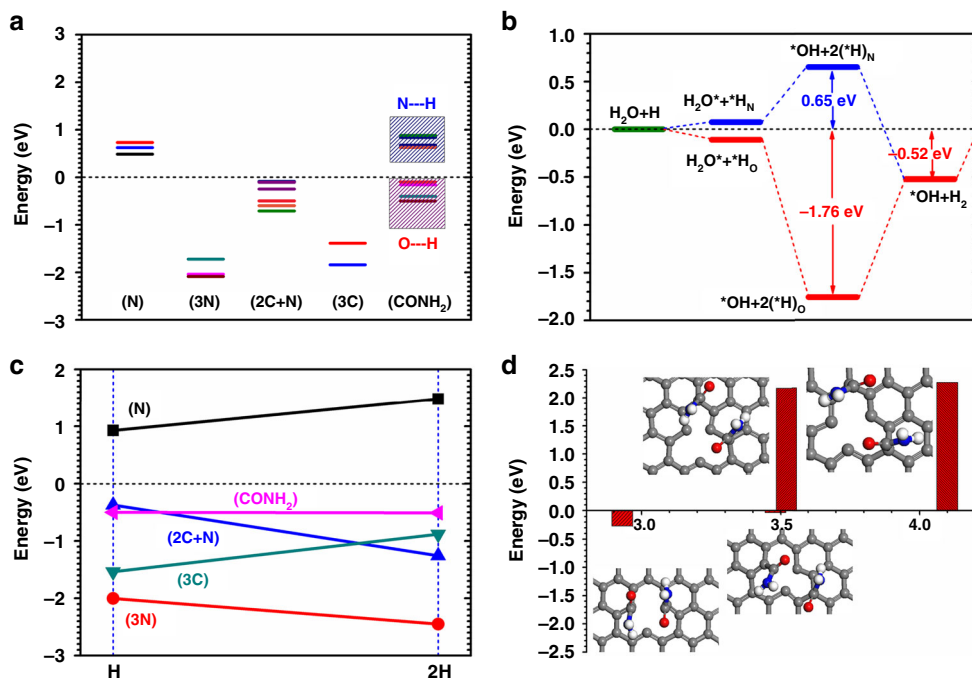 a
3
2
1
0
−1
−2
−3
Energy (eV)
N---H
O---H
(N)
(3N)
(2C+N)
(3C)
(CONH₂)
b
1.0
0.5
0.0
−0.5
−1.0
−1.5
−2.0
Energy (eV)
*OH+2(*H)N
H₂O*+*HN
0.65 eV
H₂O+H
H₂O*+*HO
−0.52 eV
*OH+H₂
−1.76 eV
*OH+2(*H)O
c
2
1
0
−1
−2
−3
Energy (eV)
(N)
(CONH₂)
(2C+N)
(3C)
(3N)
H
2H
d
2.5
2.0
1.5
1.0
0.5
0.0
−0.5
−1.0
−1.5
−2.0
−2.5
Energy (eV)
3.0
3.5
4.0